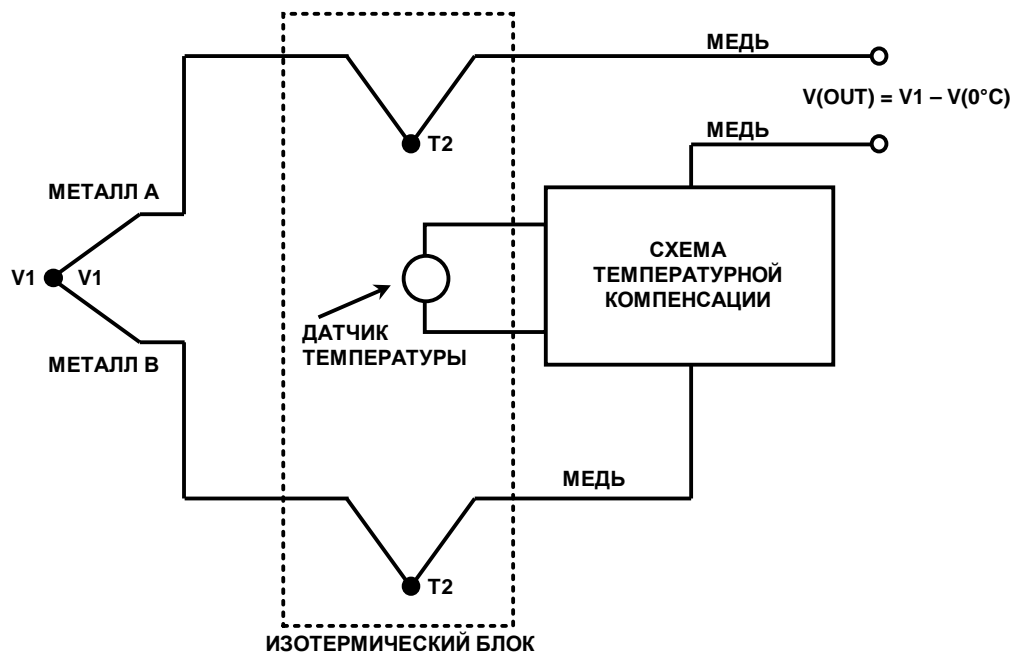 МЕДЬ
V(OUT) = V1 – V(0°C)
T2
МЕДЬ
МЕТАЛЛ A
СХЕМА
ТЕМПЕРАТУРНОЙ
КОМПЕНСАЦИИ
V1
V1
ДАТЧИК
ТЕМПЕРАТУРЫ
МЕТАЛЛ B
МЕДЬ
T2
ИЗОТЕРМИЧЕСКИЙ БЛОК